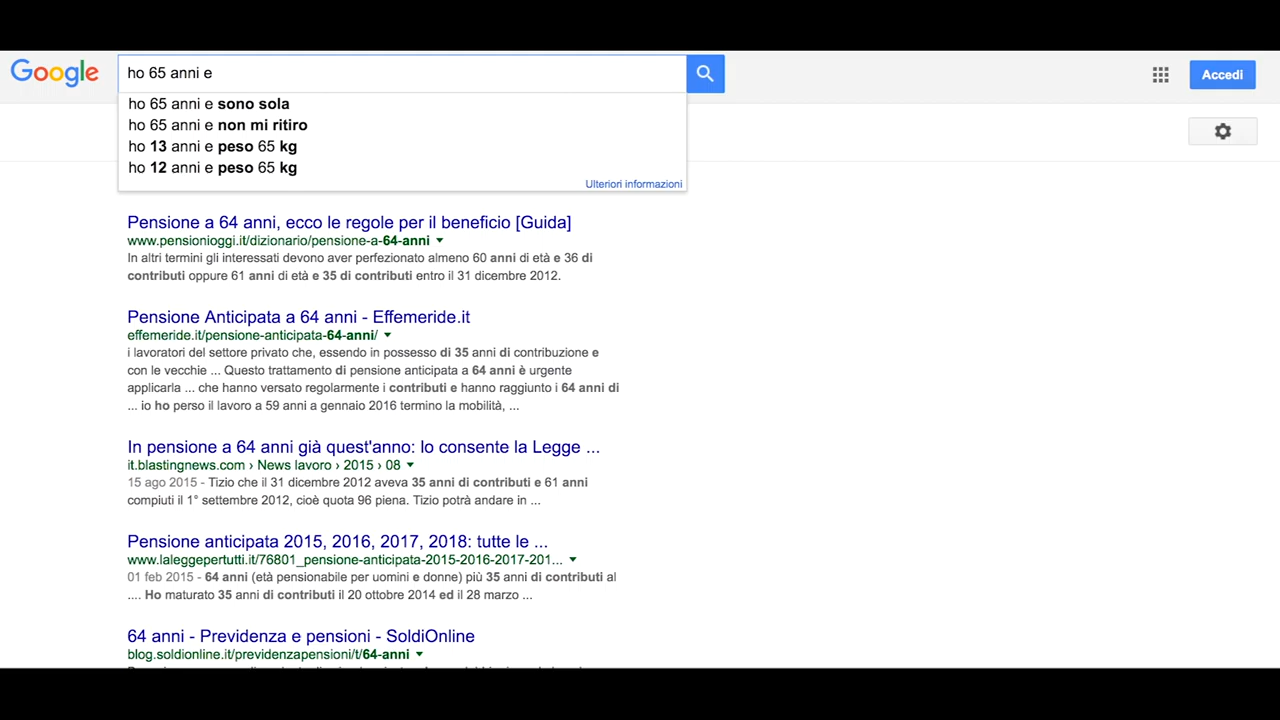 Google
ho 65 anni e
Accedi
ho 65 anni e sono sola
ho 65 anni e non mi ritiro
ho 13 anni e peso 65 kg
ho 12 anni e peso 65 kg
Ulteriori informazioni
Pensione a 64 anni, ecco le regole per il beneficio [Guida]
www.pensionioggi.it/dizionario/pensione-a-64-anni
In altri termini gli interessati devono aver perfezionato almeno 60 anni di età e 36 di
contributi oppure 61 anni di età e 35 di contributi entro il 31 dicembre 2012.
Pensione Anticipata a 64 anni - Effemeride.it
effemeride.it/pensione-anticipata-64-anni/
i lavoratori del settore privato che, essendo in possesso di 35 anni di contribuzione e
con le vecchie ... Questo trattamento di pensione anticipata a 64 anni è urgente
applicarla ... che hanno versato regolarmente i contributi e hanno raggiunto i 64 anni di
... io ho perso il lavoro a 59 anni a gennaio 2016 termino la mobilità, ...
In pensione a 64 anni già quest'anno: lo consente la Legge ...
it.blastingnews.com › News lavoro › 2015 › 08
15 ago 2015 - Tizio che il 31 dicembre 2012 aveva 35 anni di contributi e 61 anni
compiuti il 1° settembre 2012, cioè quota 96 piena. Tizio potrà andare in ...
Pensione anticipata 2015, 2016, 2017, 2018: tutte le ...
www.laleggepertutti.it/76801_pensione-anticipata-2015-2016-2017-201...
01 feb 2015 - 64 anni (età pensionabile per uomini e donne) più 35 anni di contributi al
.... Ho maturato 35 anni di contributi il 20 ottobre 2014 ed il 28 marzo ...
64 anni - Previdenza e pensioni - SoldiOnline
blog.soldionline.it/previdenzapensioni/t/64-anni